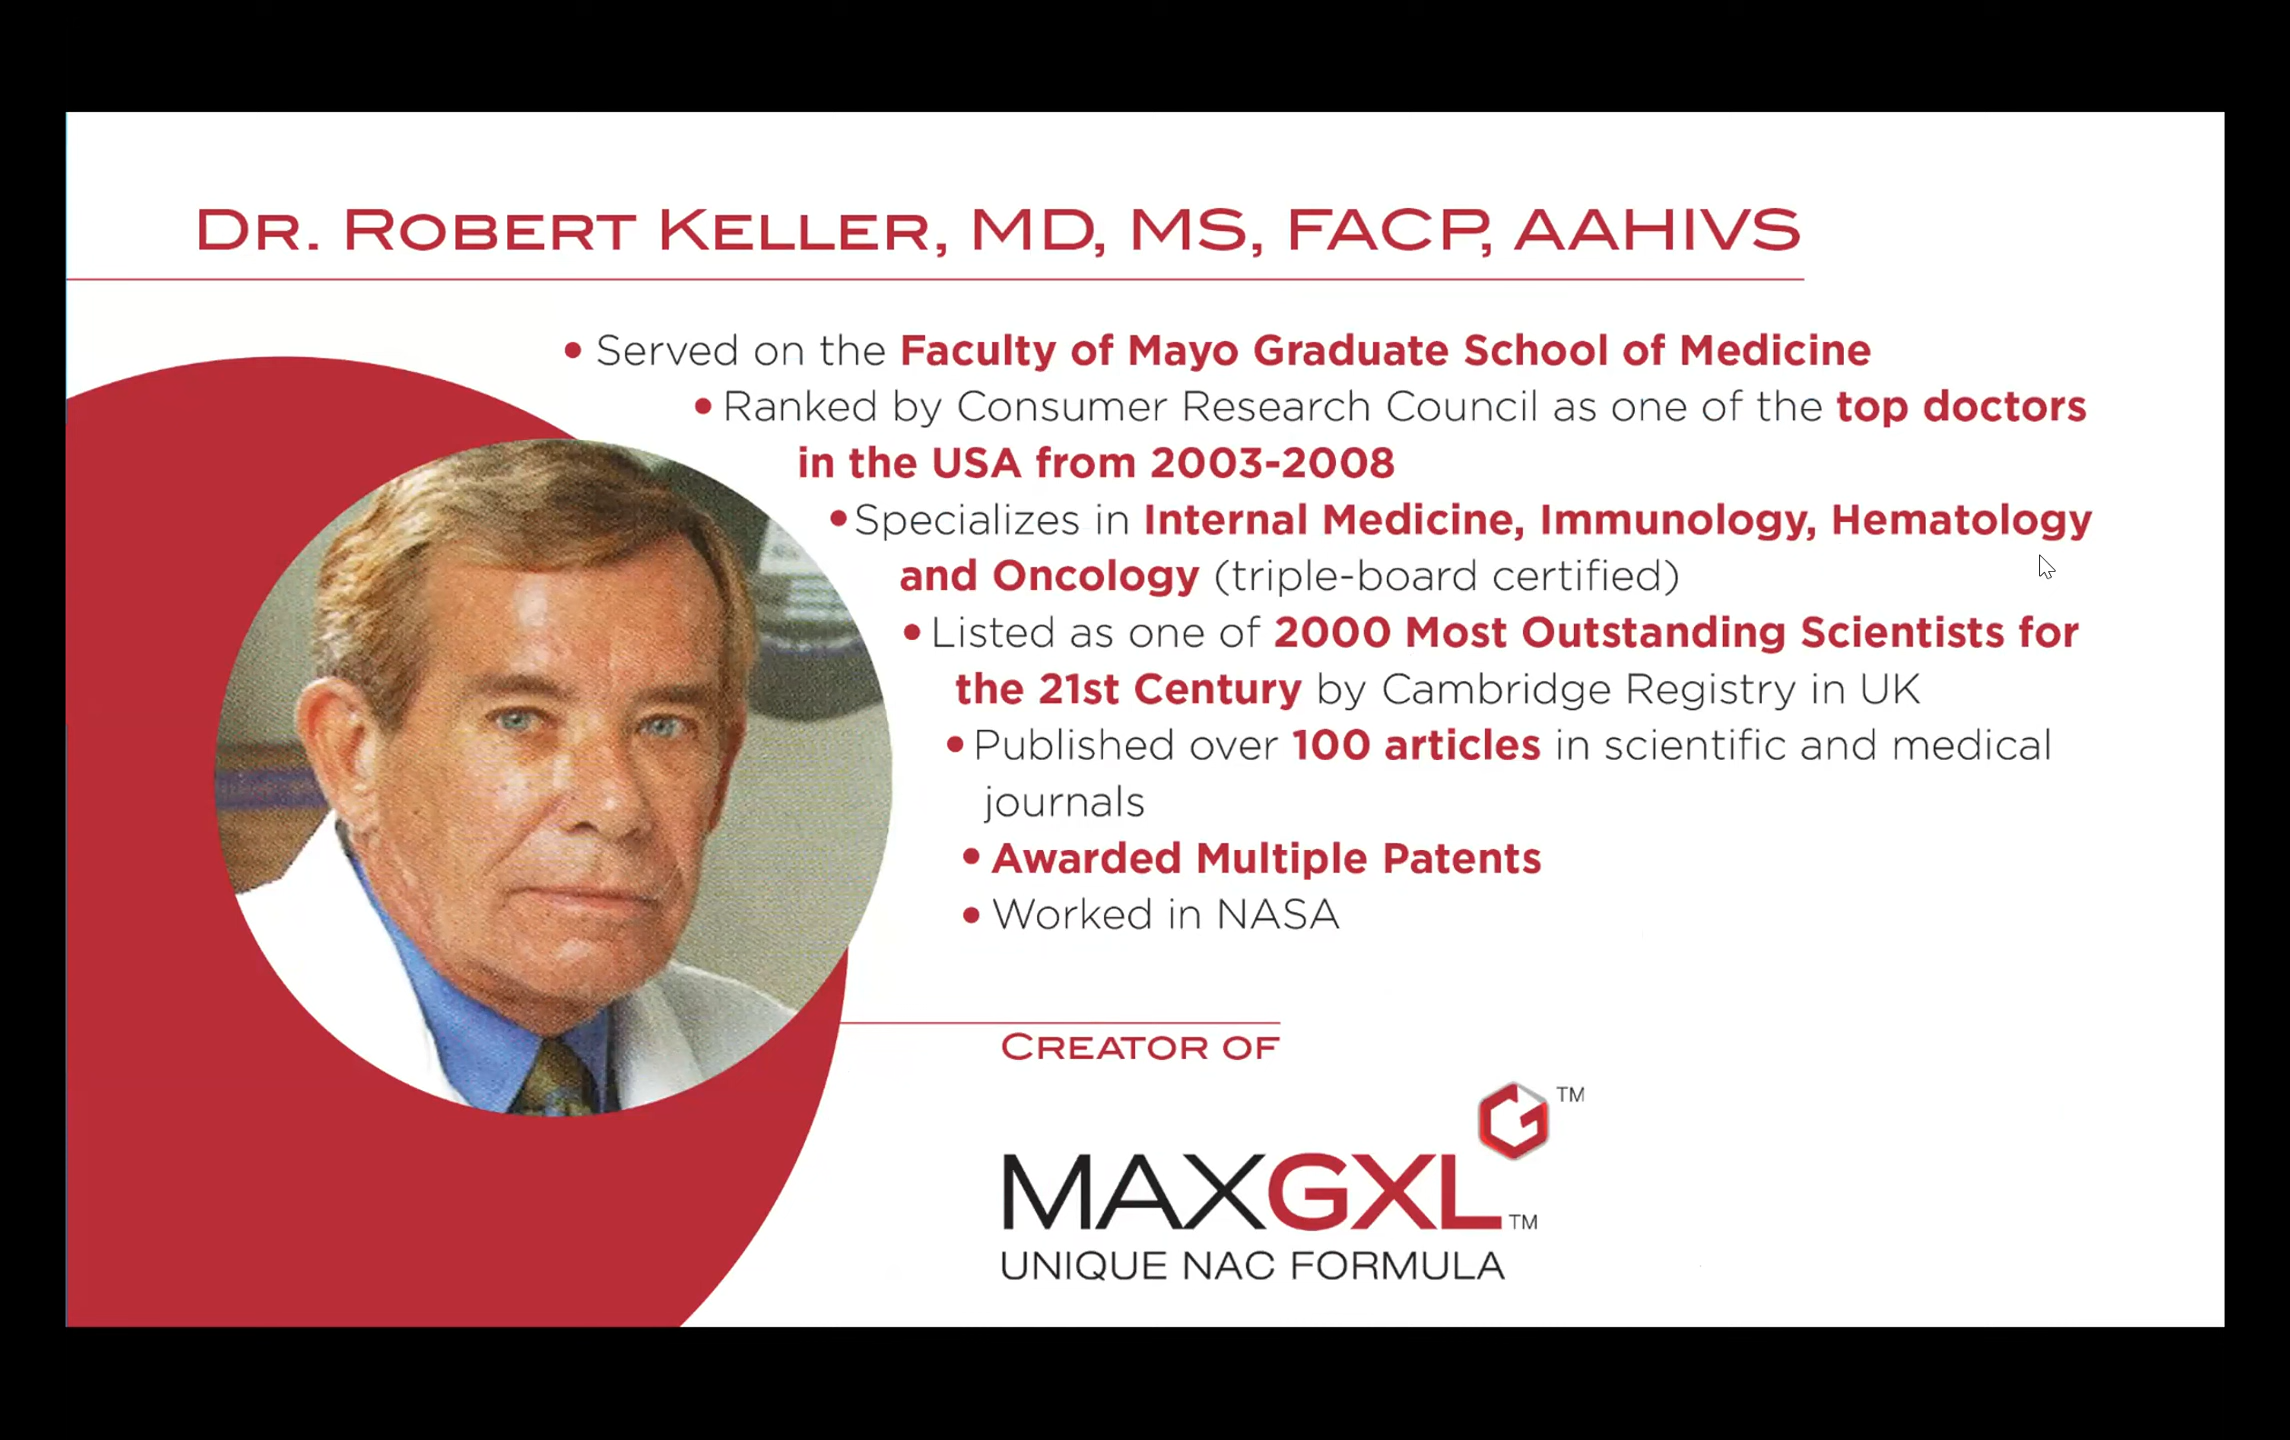 DR. ROBERT KELLER, MD, MS, FACP, AAHIVS
• Served on the Faculty of Mayo Graduate School of Medicine
• Ranked by Consumer Research Council as one of the top doctors
in the USA from 2003-2008
• Specializes in Internal Medicine, Immunology, Hematology
and Oncology (triple-board certified)
• Listed as one of 2000 Most Outstanding Scientists for
the 21st Century by Cambridge Registry in UK
• Published over 100 articles in scientific and medical
journals
• Awarded Multiple Patents
• Worked in NASA
CREATOR OF
G™
MAXGXL™
UNIQUE NAC FORMULA